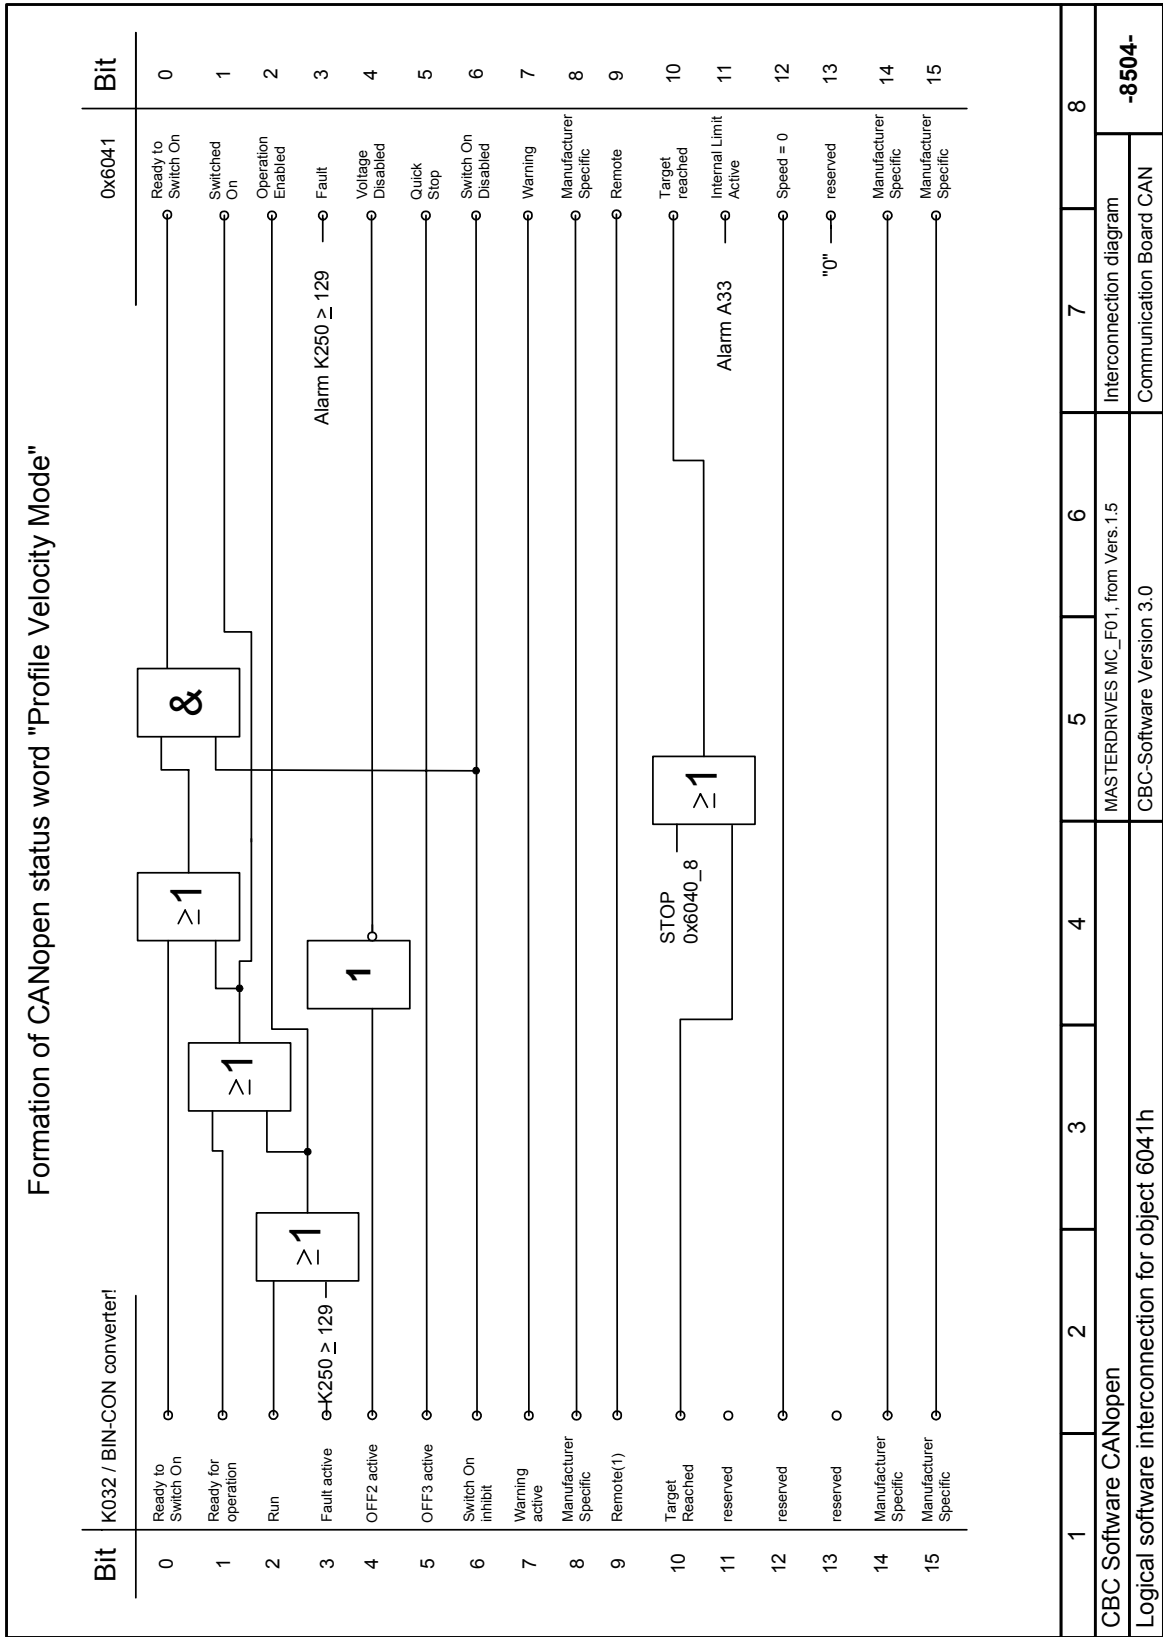 Formation of CANopen status word "Profile Velocity Mode"
Bit
K032 / BIN-CON converter!
0x6041
Bit
0
Ready to
Switch On
&
Ready to
Switch On
0
1
Ready for
operation
≥1
≥1
Switched
On
1
2
Run
≥1
Operation
Enabled
2
3
Fault active
K250 ≥ 129
Alarm K250 ≥ 129
Fault
3
4
OFF2 active
1
Voltage
Disabled
4
5
OFF3 active
Quick
Stop
5
6
Switch On
inhibit
Switch On
Disabled
6
7
Warning
active
Warning
7
8
Manufacturer
Specific
Manufacturer
Specific
8
9
Remote(1)
Remote
9
10
Target
Reached
STOP
0x6040_8
≥1
Target
reached
10
11
reserved
Alarm A33
Internal Limit
Active
11
12
reserved
Speed = 0
12
13
reserved
"0"
reserved
13
14
Manufacturer
Specific
Manufacturer
Specific
14
15
Manufacturer
Specific
Manufacturer
Specific
15
1 2 3 4 5 6 7 8
CBC Software CANopen
MASTERDRIVES MC_F01, from Vers.1.5
Interconnection diagram
-8504-
Logical software interconnection for object 6041h
CBC-Software Version 3.0
Communication Board CAN